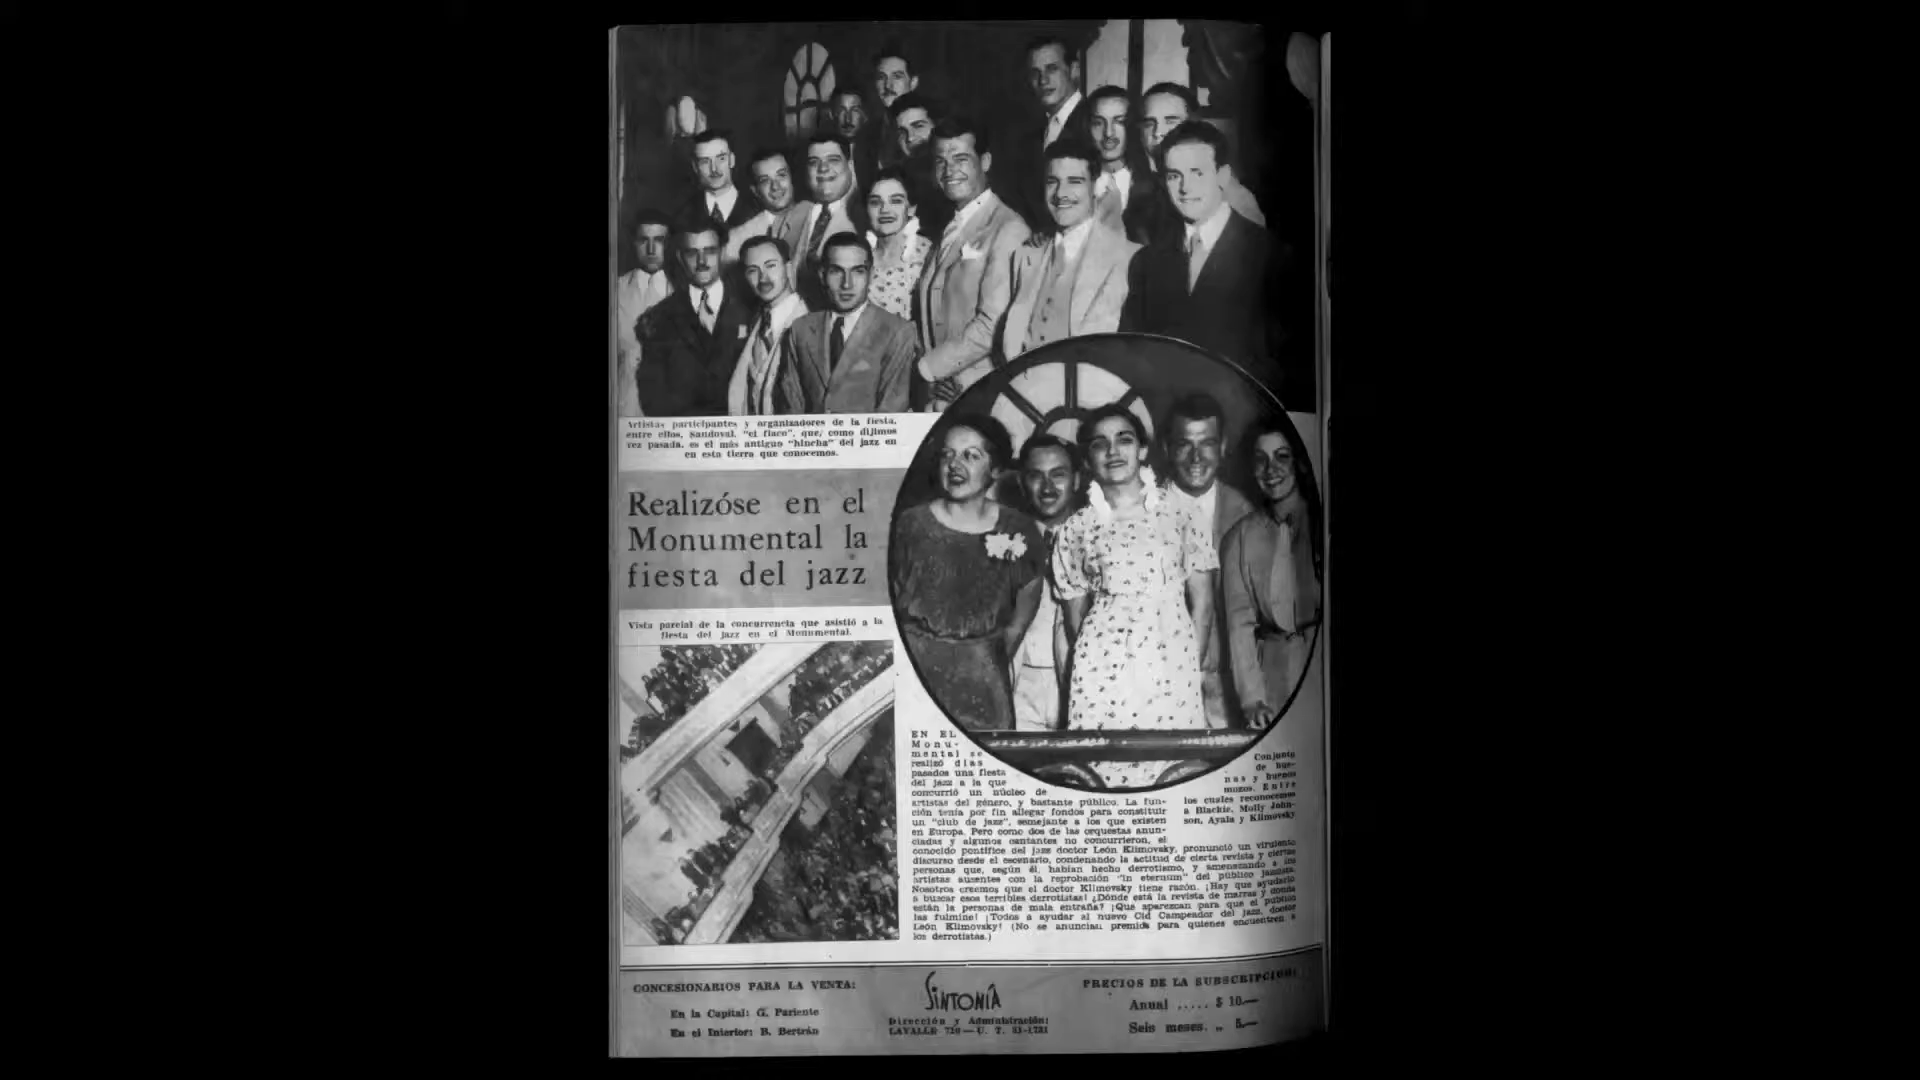 Artistas participantes y organizadores de la fiesta,
entre ellos, Sandoval, "el flaco", que, como dijimos
vez pasada, es el más antiguo "hincha" del jazz en
en esta tierra que conocemos.
Realizóse en el
Monumental la
fiesta del jazz
Vista parcial de la concurrencia que asistió a la
fiesta del jazz en el Monumental.
EN EL
Monu-
mental se
realizó días
pasados una fiesta
del jazz a la que
concurrió un núcleo de
artistas del género, y bastante público. La fun-
ción tenía por fin allegar fondos para constituir
un "club de jazz", semejante a los que existen
en Europa. Pero como dos de las orquestas anun-
ciadas y algunos cantantes no concurrieron, el
conocido pontífice del jazz doctor León Klimovsky, pronunció un virulento
discurso desde el escenario, condenando la actitud de cierta revista y ciertas
personas que, según él, habían hecho derrotismo, y amenazando a los
artistas ausentes con la reprobación "in eternum" del público jazzista.
Nosotros creemos que el doctor Klimovsky tiene razón. ¡Hay que ayudarlo
a buscar esos terribles derrotistas! ¿Dónde está la revista de marras y dónde
están la personas de mala entraña? ¡Que aparezcan para que el público
las fulmine! ¡Todos a ayudar al nuevo Cid Campeador del jazz, doctor
León Klimovsky! (No se anuncian premios para quienes encuentren a
los derrotistas.)
Conjunto
de bue-
nas y buenos
mozos. Entre
los cuales reconocemos
a Blackie, Molly John-
son, Ayala y Klimovsky
CONCESIONARIOS PARA LA VENTA:
En la Capital: G. Pariente
En el Interior: B. Bertrán
SINTONÍA
Dirección y Administración:
LAVALLE 710 — U. T. 31-1721
PRECIOS DE LA SUBSCRIPCION:
Anual ..... $ 10.—
Seis meses. „ 5.—